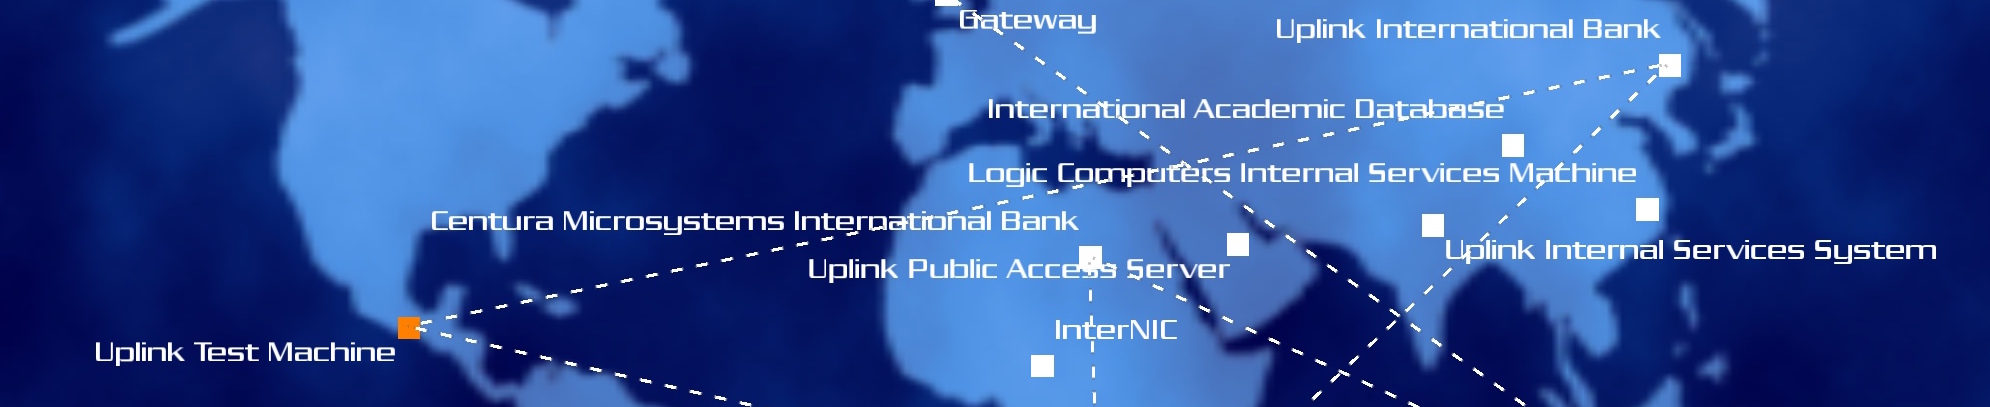 Gateway
Uplink International Bank
International Academic Database
Logic Computers Internal Services Machine
Centura Microsystems International Bank
Uplink Internal Services System
Uplink Public Access Server
InterNIC
Uplink Test Machine